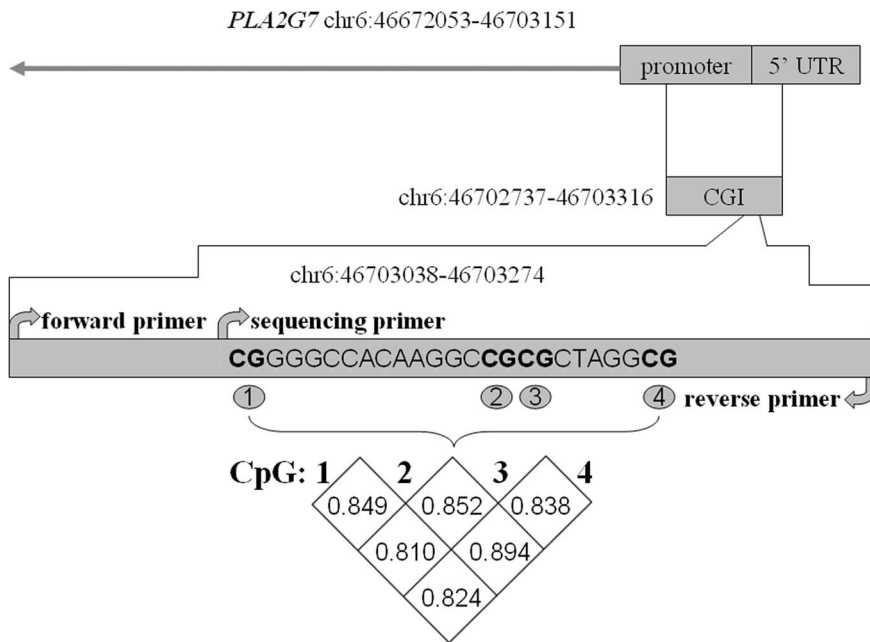 PLA2G7 chr6:46672053-46703151
promoter
5' UTR
chr6:46702737-46703316
CGI
chr6:46703038-46703274
forward primer
sequencing primer
CGGGGCCACAAGGCCGCGCTAGGCG
1
2
3
4
reverse primer
CpG: 1 2 3 4
0.849 0.852 0.838
0.810 0.894
0.824